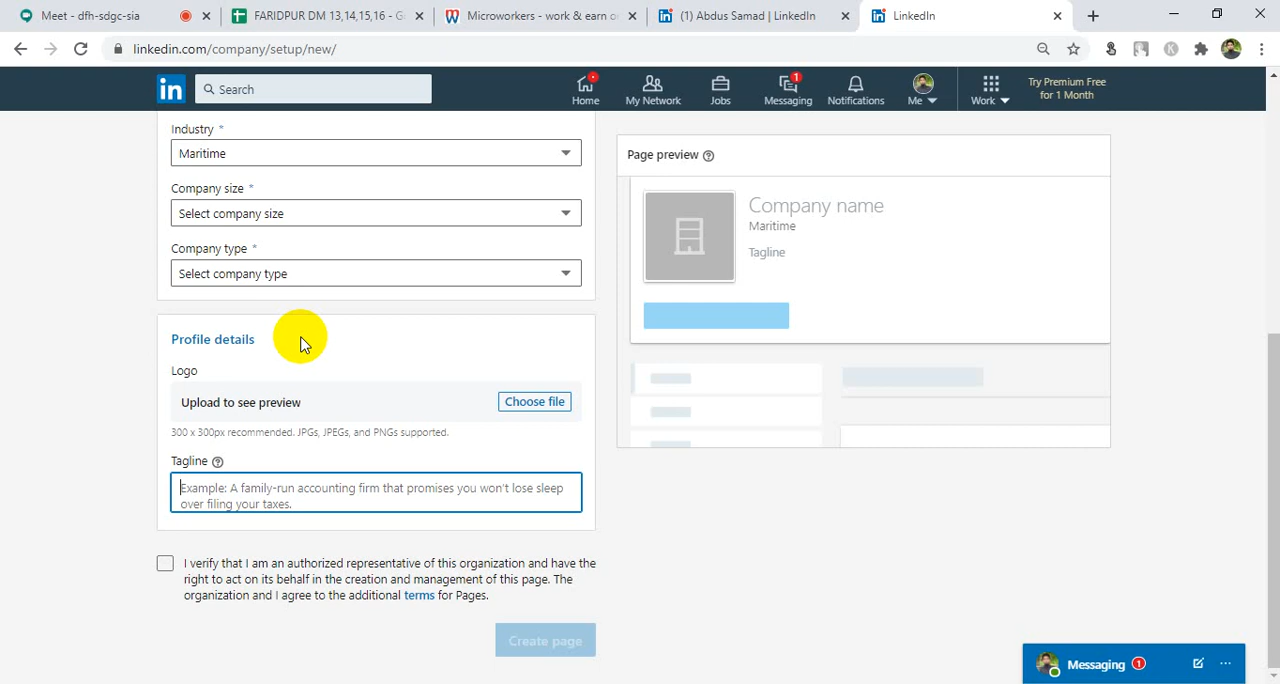 Meet - dfh-sdgc-sia
FARIDPUR DM 13,14,15,16 - G
Microworkers - work & earn o
(1) Abdus Samad | LinkedIn
LinkedIn
linkedin.com/company/setup/new/
in
Search
Home
My Network
Jobs
1
Messaging
Notifications
Me
Work
Try Premium Free
for 1 Month
Industry *
Maritime
Company size *
Select company size
Company type *
Select company type
Profile details
Logo
Upload to see preview
Choose file
300 x 300px recommended. JPGs, JPEGs, and PNGs supported.
Tagline
Example: A family-run accounting firm that promises you won't lose sleep
over filing your taxes.
I verify that I am an authorized representative of this organization and have the
right to act on its behalf in the creation and management of this page. The
organization and I agree to the additional terms for Pages.
Create page
Page preview
Company name
Maritime
Tagline
Messaging 1